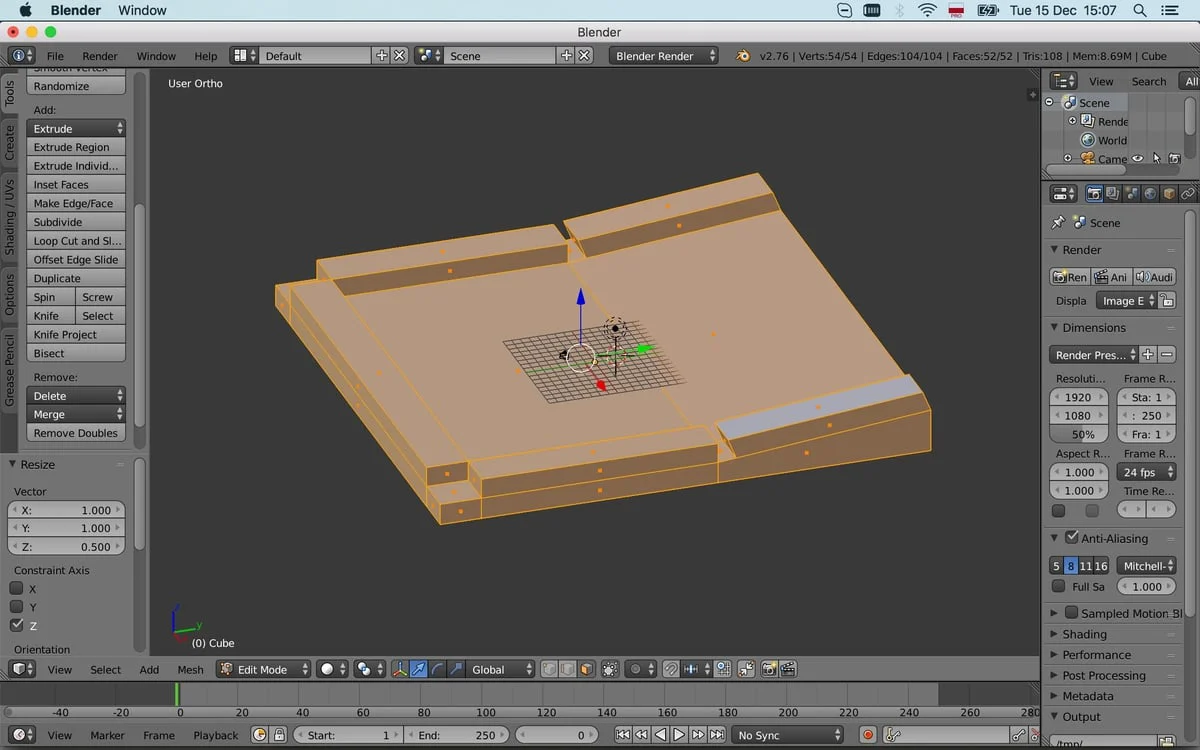 Blender Window Tue 15 Dec 15:07
PRO
Blender
File Render Window Help Default Scene Blender Render v2.76 | Verts:54/54 | Edges:104/104 | Faces:52/52 | Tris:108 | Mem:8.69M | Cube
Tools
Create
Shading / UVs
Options
Grease Pencil
Smooth Vertex
Randomize
Add:
Extrude
Extrude Region
Extrude Individ...
Inset Faces
Make Edge/Face
Subdivide
Loop Cut and Sl...
Offset Edge Slide
Duplicate
Spin Screw
Knife Select
Knife Project
Bisect
Remove:
Delete
Merge
Remove Doubles
Resize
Vector
X: 1.000
Y: 1.000
Z: 0.500
Constraint Axis
X
Y
Z
Orientation
User Ortho
z
y
(0) Cube
View Search All
Scene
Rende
World
Came
Scene
Render
Ren Ani Audi
Displa Image E
Dimensions
Render Pres...
Resoluti... Frame R...
1920 Sta: 1
1080 : 250
50% Fra: 1
Aspect R... Frame R...
1.000 24 fps
1.000 Time Re...
Anti-Aliasing
5 8 11 16 Mitchell-
Full Sa 1.000
Sampled Motion Bl
Shading
Performance
Post Processing
Metadata
Output
/tmp/
View Select Add Mesh Edit Mode Global
-40 -20 0 20 40 60 80 100 120 140 160 180 200 220 240 260 280
View Marker Frame Playback Start: 1 End: 250 0 No Sync